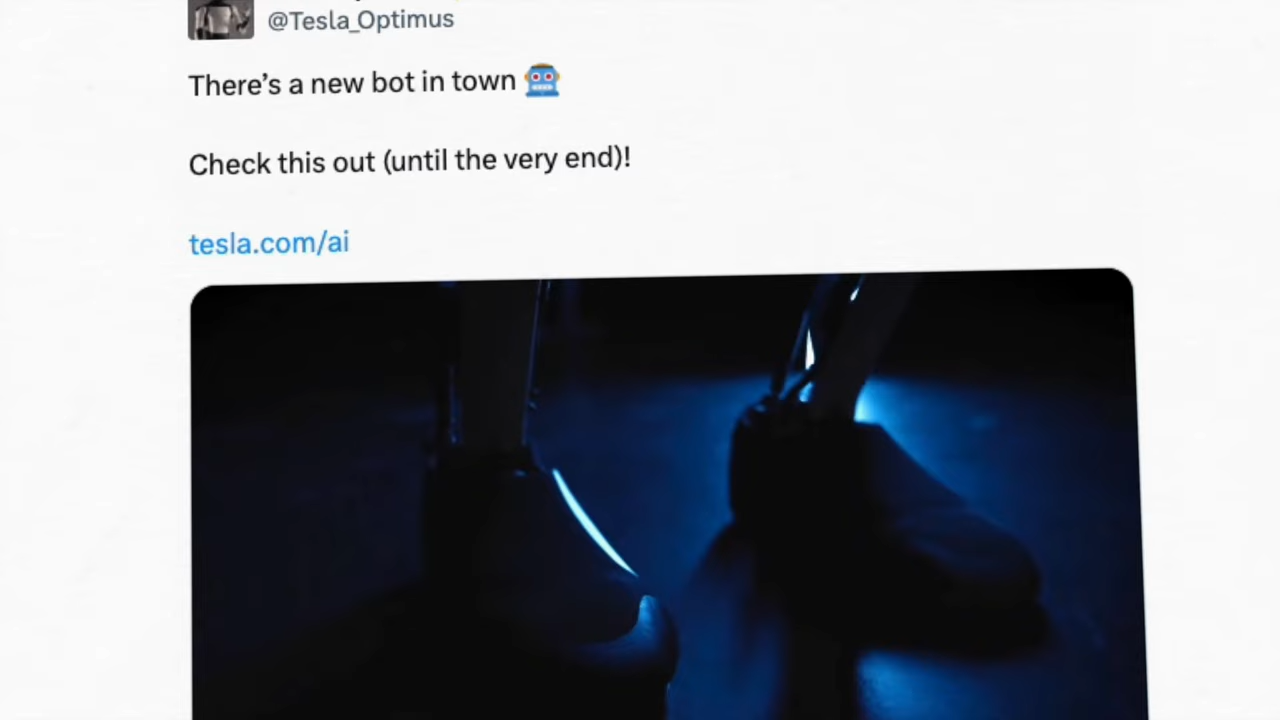 @Tesla_Optimus
There’s a new bot in town 🤖
Check this out (until the very end)!
tesla.com/ai